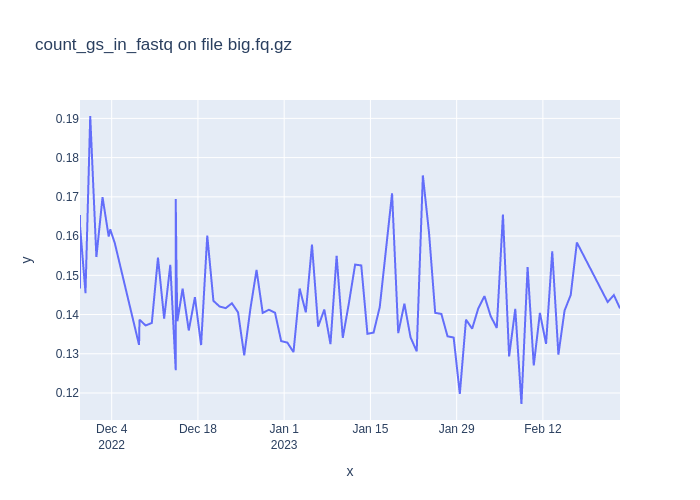 count_gs_in_fastq on file big.fq.gz
0.19
0.18
0.17
0.16
0.15
0.14
0.13
0.12
y
Dec 4
2022
Dec 18
Jan 1
2023
Jan 15
Jan 29
Feb 12
x